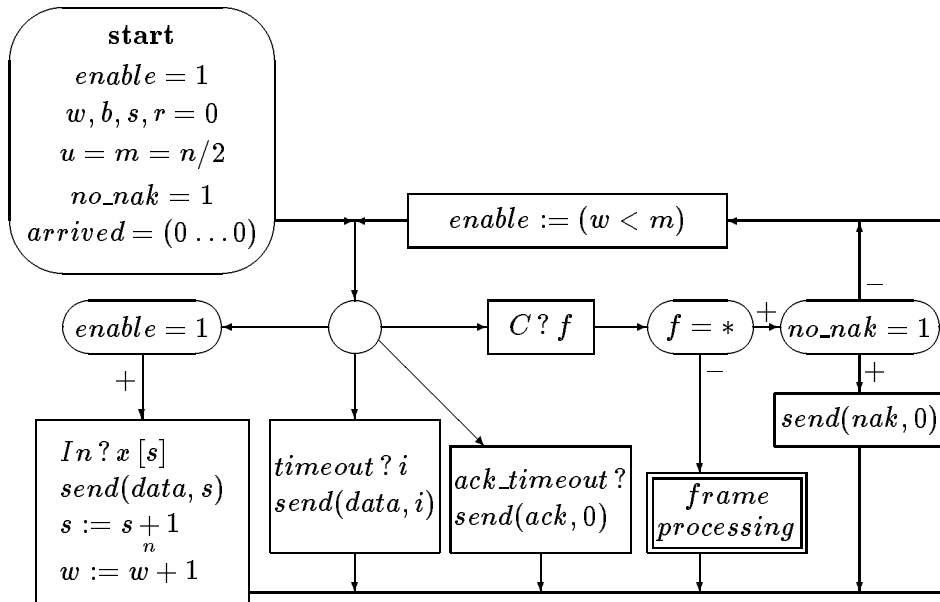 start
enable = 1
w, b, s, r = 0
u = m = n/2
no_nak = 1
arrived = (0 … 0)
enable := (w < m)
enable = 1
C ? f
f = *
+
no_nak = 1
−
+
−
+
send(nak, 0)
In ? x [s]
send(data, s)
s := s + 1
n
w := w + 1
timeout ? i
send(data, i)
ack_timeout ?
send(ack, 0)
frame
processing